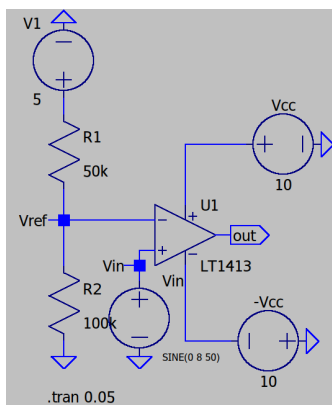 V1
5
R1
50k
Vref
Vcc
10
U1
out
Vin
LT1413
Vin
R2
100k
-Vcc
SINE(0 8 50)
10
.tran 0.05